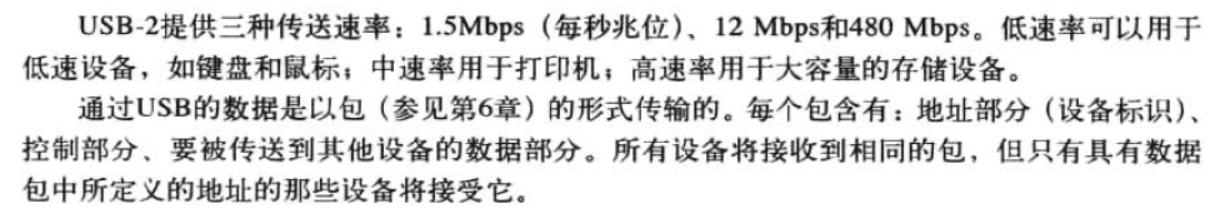 USB-2提供三种传送速率：1.5Mbps（每秒兆位）、12 Mbps和480 Mbps。低速率可以用于
低速设备，如键盘和鼠标；中速率用于打印机；高速率用于大容量的存储设备。
通过USB的数据是以包（参见第6章）的形式传输的。每个包含有：地址部分（设备标识）、
控制部分、要被传送到其他设备的数据部分。所有设备将接收到相同的包，但只有具有数据
包中所定义的地址的那些设备将接受它。